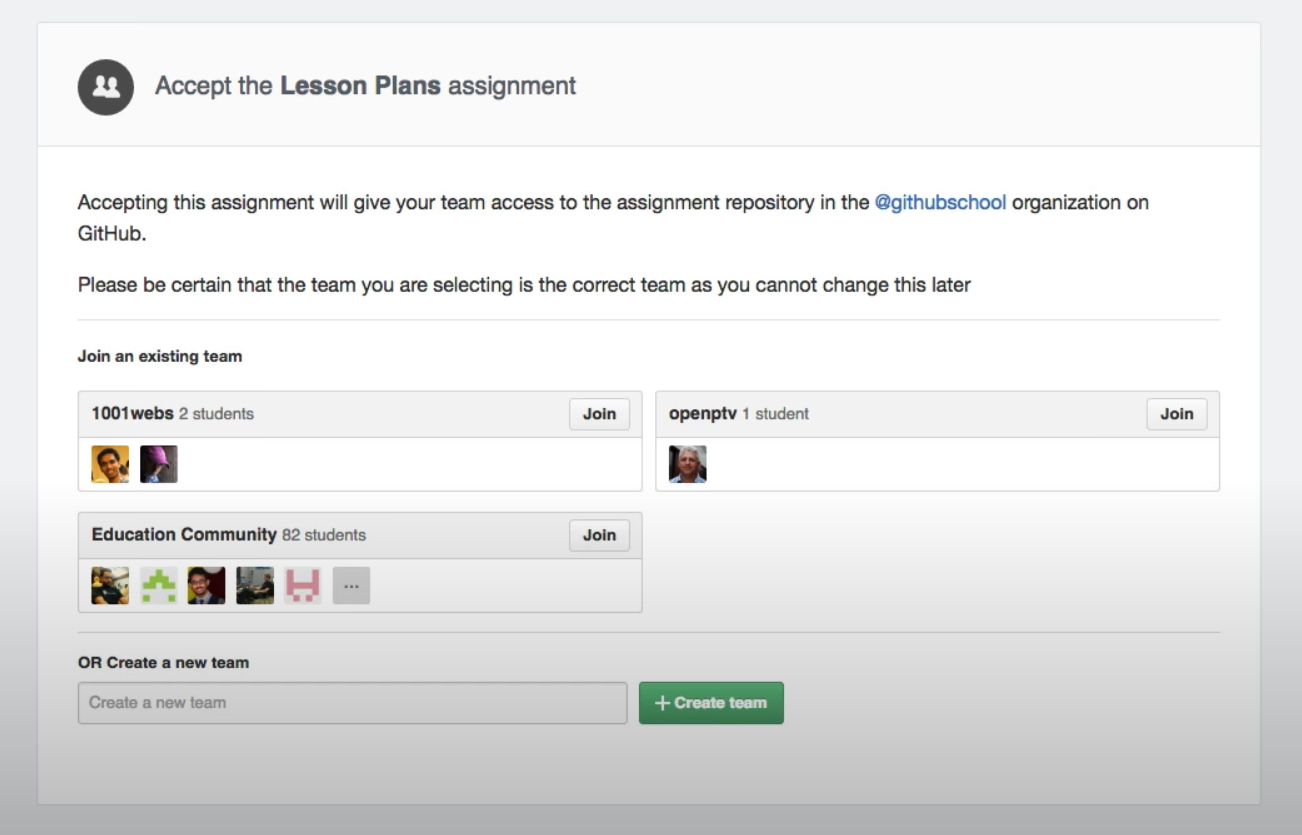 Accept the Lesson Plans assignment
Accepting this assignment will give your team access to the assignment repository in the @githubschool organization on
GitHub.
Please be certain that the team you are selecting is the correct team as you cannot change this later
Join an existing team
1001webs 2 students Join
openptv 1 student Join
Education Community 82 students Join
...
OR Create a new team
Create a new team
+ Create team